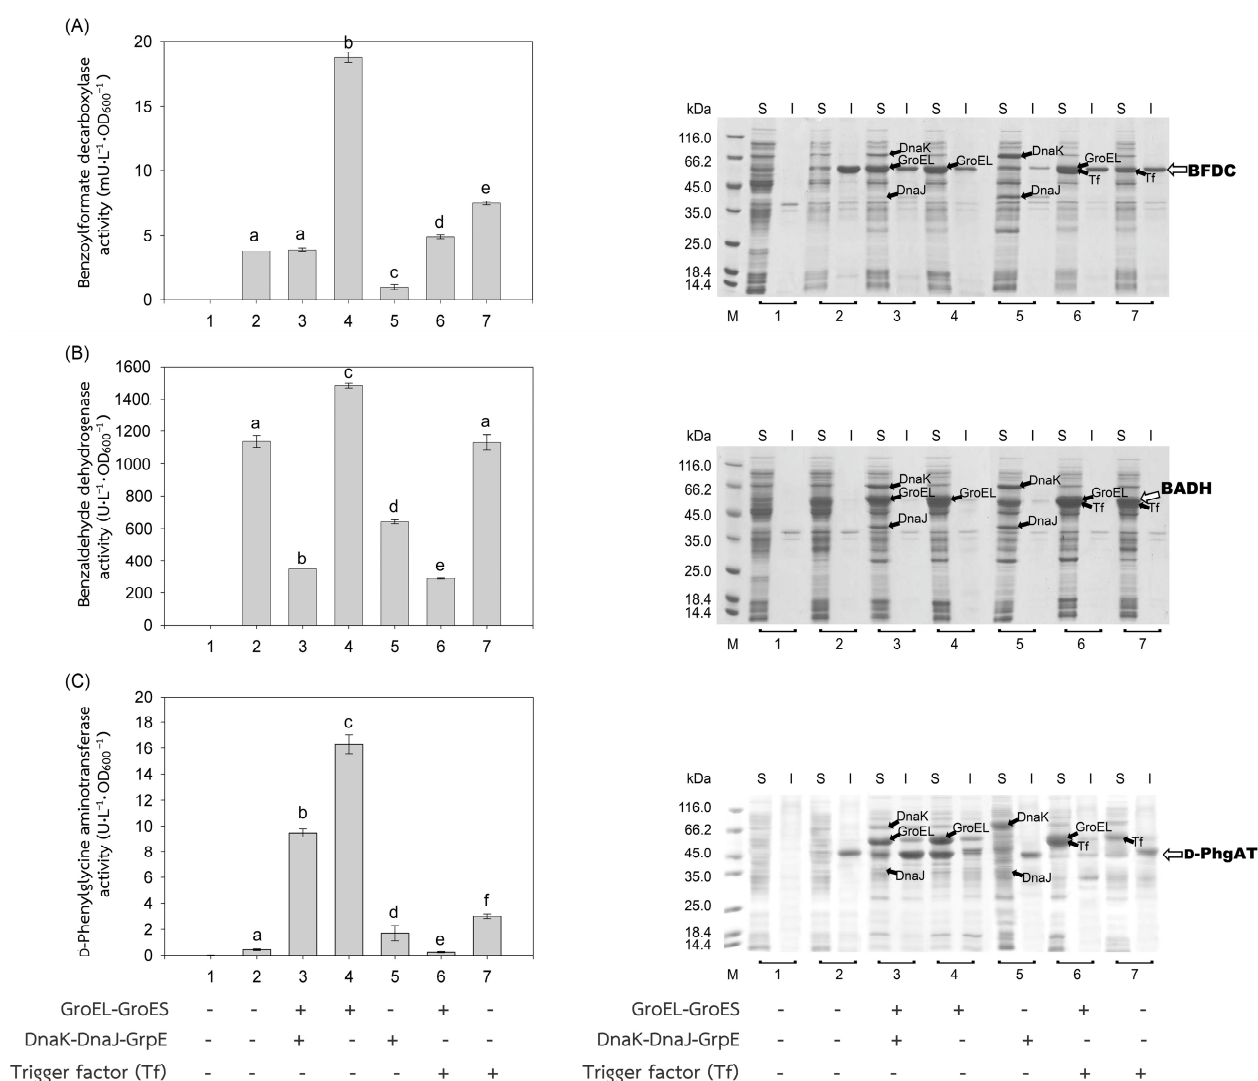 (A)
Benzoylformate decarboxylase
activity (mU·L⁻¹·OD₆₀₀⁻¹)
20
15
10
5
0
a
a
b
c
d
e
1 2 3 4 5 6 7
kDa S I S I S I S I S I S I S I
116.0
66.2
45.0
35.0
25.0
18.4
14.4
DnaK
GroEL
DnaJ
GroEL
DnaK
DnaJ
GroEL
Tf
Tf
BFDC
M 1 2 3 4 5 6 7
(B)
Benzaldehyde dehydrogenase
activity (U·L⁻¹·OD₆₀₀⁻¹)
1600
1400
1200
1000
800
600
400
200
0
a
b
c
d
e
a
1 2 3 4 5 6 7
kDa S I S I S I S I S I S I S I
116.0
66.2
45.0
35.0
25.0
18.4
14.4
DnaK
GroEL
DnaJ
GroEL
DnaK
DnaJ
GroEL
Tf
Tf
BADH
M 1 2 3 4 5 6 7
(C)
D-Phenylglycine aminotransferase
activity (U·L⁻¹·OD₆₀₀⁻¹)
20
18
16
14
12
10
8
6
4
2
0
a
b
c
d
e
f
1 2 3 4 5 6 7
kDa S I S I S I S I S I S I S I
116.0
66.2
45.0
35.0
25.0
18.4
14.4
DnaK
GroEL
DnaJ
GroEL
DnaK
DnaJ
GroEL
Tf
Tf
D-PhgAT
M 1 2 3 4 5 6 7
GroEL-GroES - - + + - + -
DnaK-DnaJ-GrpE - - + - + - -
Trigger factor (Tf) - - - - - + +
GroEL-GroES - - + + - + -
DnaK-DnaJ-GrpE - - + - + - -
Trigger factor (Tf) - - - - - + +